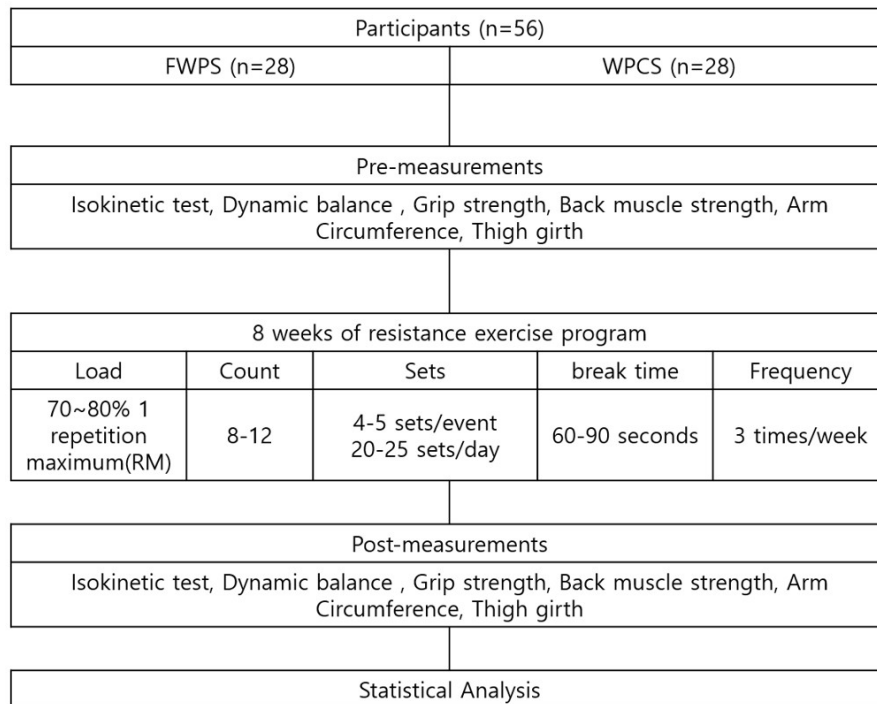 Participants (n=56)
FWPS (n=28)
WPCS (n=28)
Pre-measurements
Isokinetic test, Dynamic balance , Grip strength, Back muscle strength, Arm
Circumference, Thigh girth
8 weeks of resistance exercise program
Load
Count
Sets
break time
Frequency
70~80% 1
repetition
maximum(RM)
8-12
4-5 sets/event
20-25 sets/day
60-90 seconds
3 times/week
Post-measurements
Isokinetic test, Dynamic balance , Grip strength, Back muscle strength, Arm
Circumference, Thigh girth
Statistical Analysis